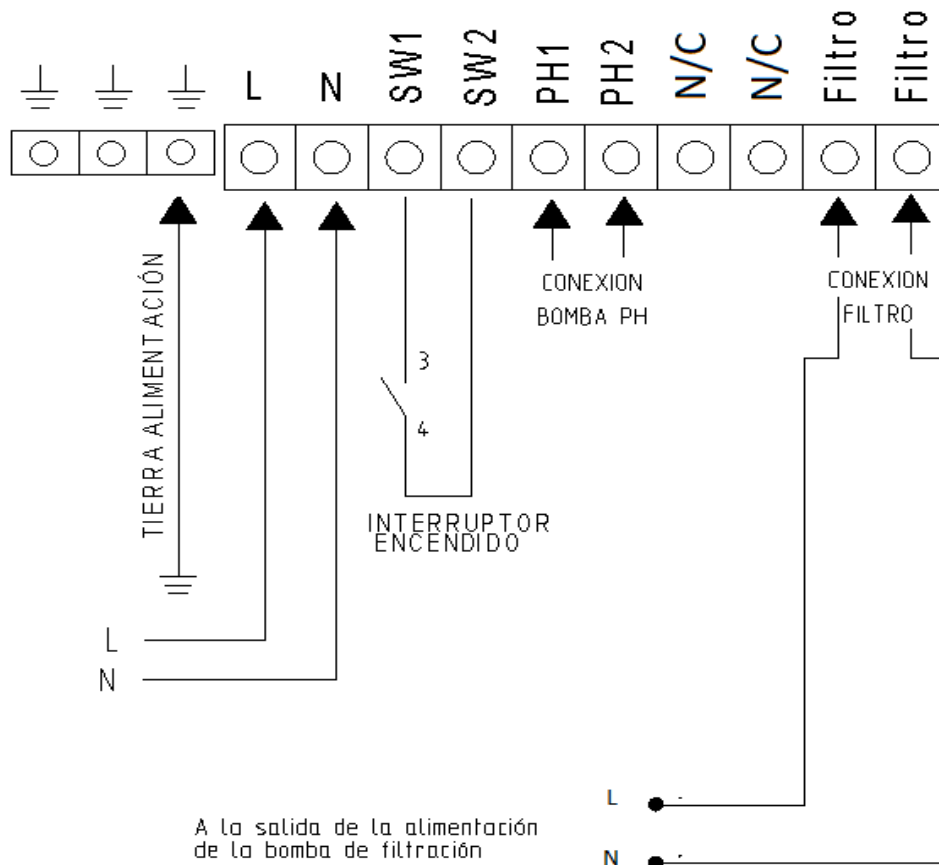 L N SW1 SW2 PH1 PH2 N/C N/C Filtro Filtro
TIERRA ALIMENTACIÓN
CONEXION
BOMBA PH
CONEXION
FILTRO
3
4
INTERRUPTOR
ENCENDIDO
L
N
A la salida de la alimentación
de la bomba de filtración
L
N